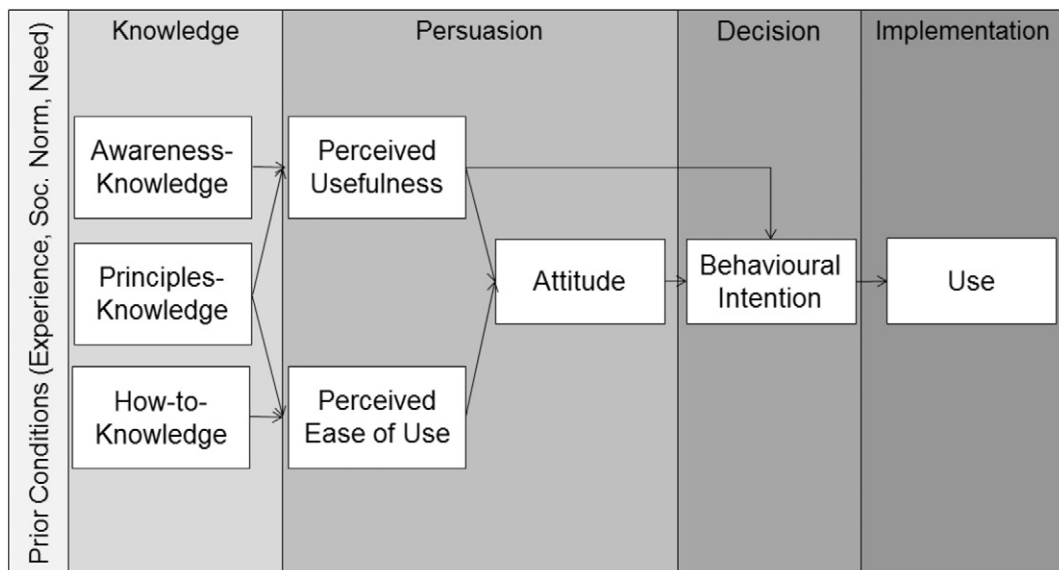 Prior Conditions (Experience, Soc. Norm, Need)
Knowledge
Persuasion
Decision
Implementation
Awareness-
Knowledge
Perceived
Usefulness
Principles-
Knowledge
Attitude
Behavioural
Intention
Use
How-to-
Knowledge
Perceived
Ease of Use